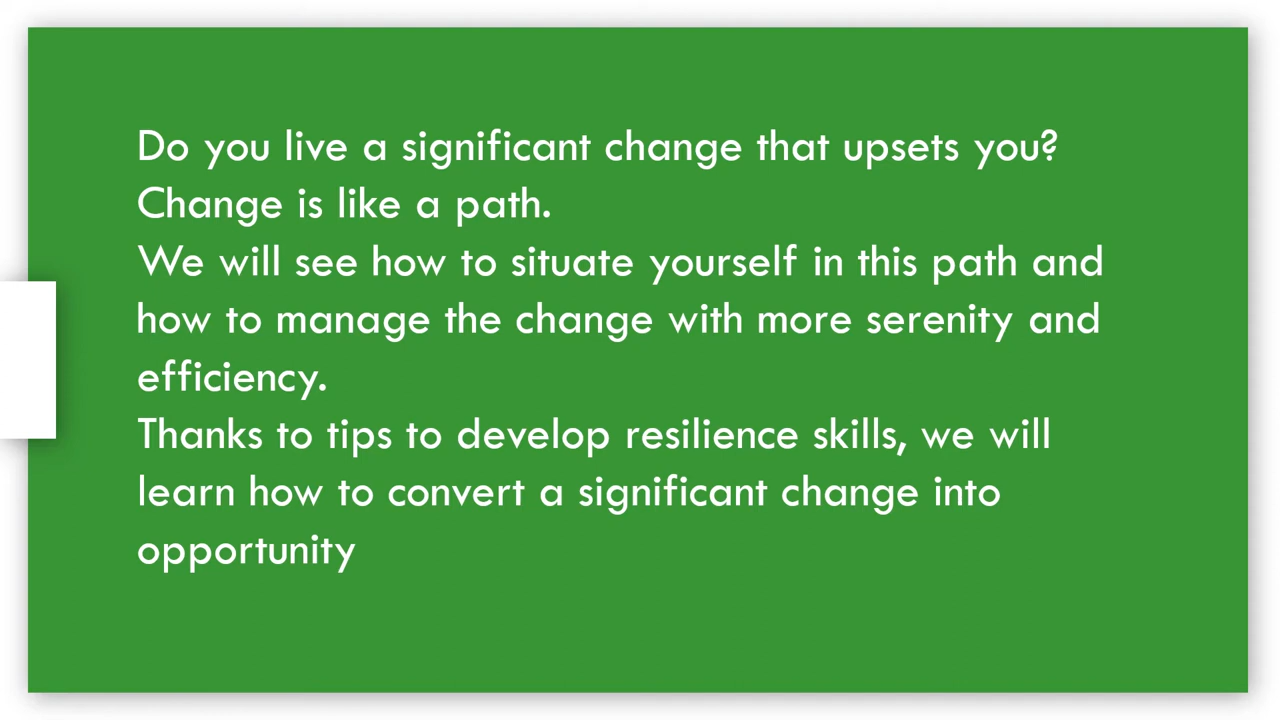 Do you live a significant change that upsets you?
Change is like a path.
We will see how to situate yourself in this path and
how to manage the change with more serenity and
efficiency.
Thanks to tips to develop resilience skills, we will
learn how to convert a significant change into
opportunity